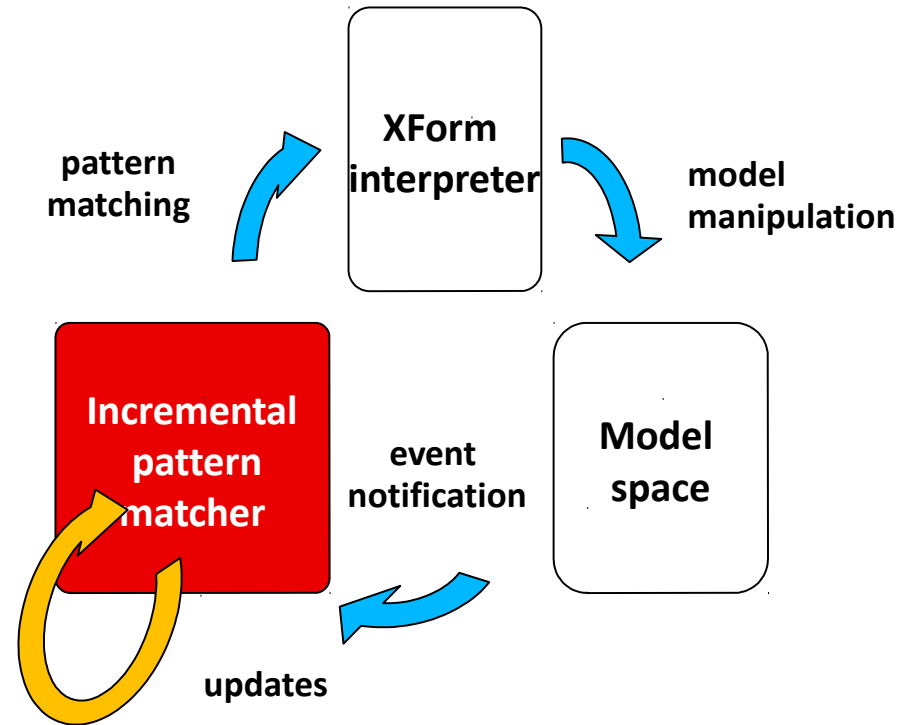 XForm
interpreter
pattern
matching
model
manipulation
Incremental
pattern
matcher
event
notification
Model
space
updates